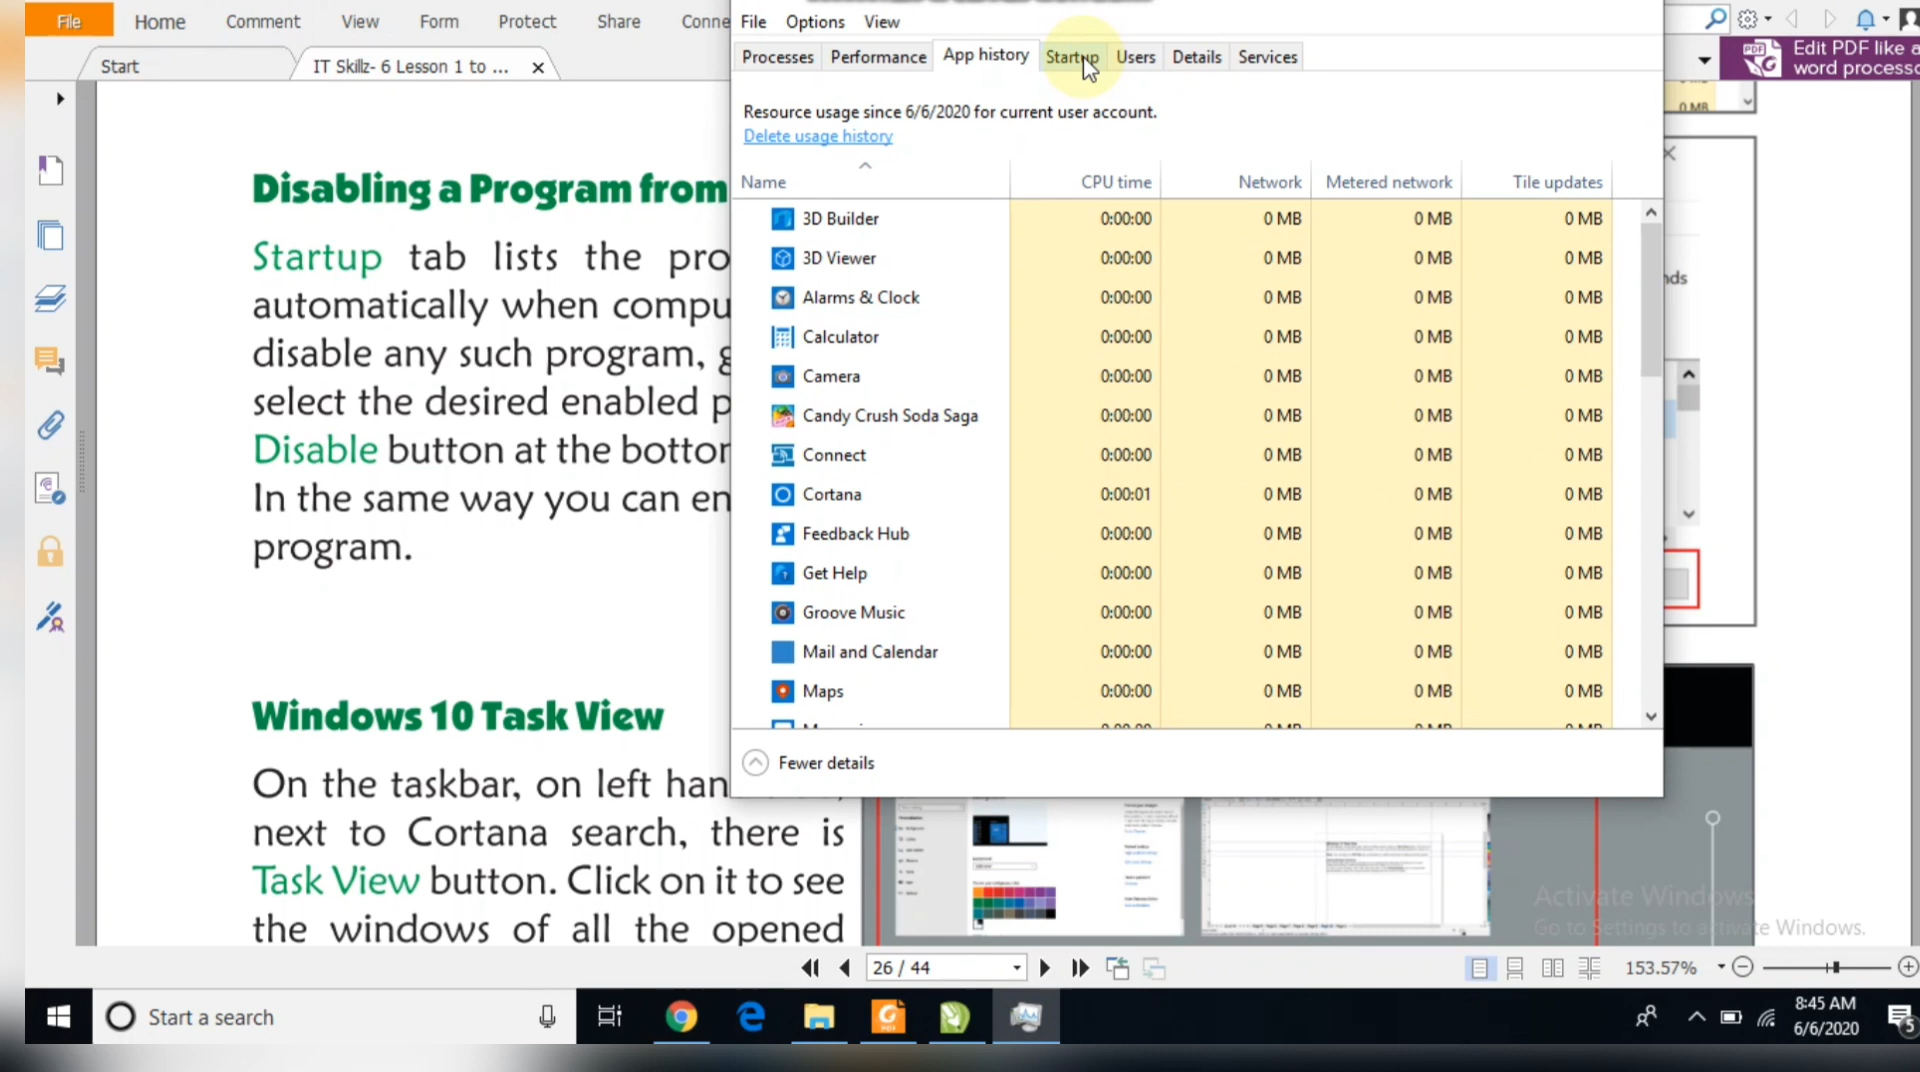 File Home Comment View Form Protect Share Conne
Start
IT Skillz- 6 Lesson 1 to ...
Edit PDF like a
word processo
Disabling a Program from
Startup tab lists the pro
automatically when compu
disable any such program, g
select the desired enabled p
Disable button at the bottor
In the same way you can en
program.
Windows 10 Task View
On the taskbar, on left han
next to Cortana search, there is
Task View button. Click on it to see
the windows of all the opened
File Options View
Processes Performance App history Startup Users Details Services
Resource usage since 6/6/2020 for current user account.
Delete usage history
Name CPU time Network Metered network Tile updates
3D Builder 0:00:00 0 MB 0 MB 0 MB
3D Viewer 0:00:00 0 MB 0 MB 0 MB
Alarms & Clock 0:00:00 0 MB 0 MB 0 MB
Calculator 0:00:00 0 MB 0 MB 0 MB
Camera 0:00:00 0 MB 0 MB 0 MB
Candy Crush Soda Saga 0:00:00 0 MB 0 MB 0 MB
Connect 0:00:00 0 MB 0 MB 0 MB
Cortana 0:00:01 0 MB 0 MB 0 MB
Feedback Hub 0:00:00 0 MB 0 MB 0 MB
Get Help 0:00:00 0 MB 0 MB 0 MB
Groove Music 0:00:00 0 MB 0 MB 0 MB
Mail and Calendar 0:00:00 0 MB 0 MB 0 MB
Maps 0:00:00 0 MB 0 MB 0 MB
Fewer details
0 MB
nds
Activate Windows
Go to Settings to activate Windows.
26 / 44
153.57%
Start a search
8:45 AM
6/6/2020
5